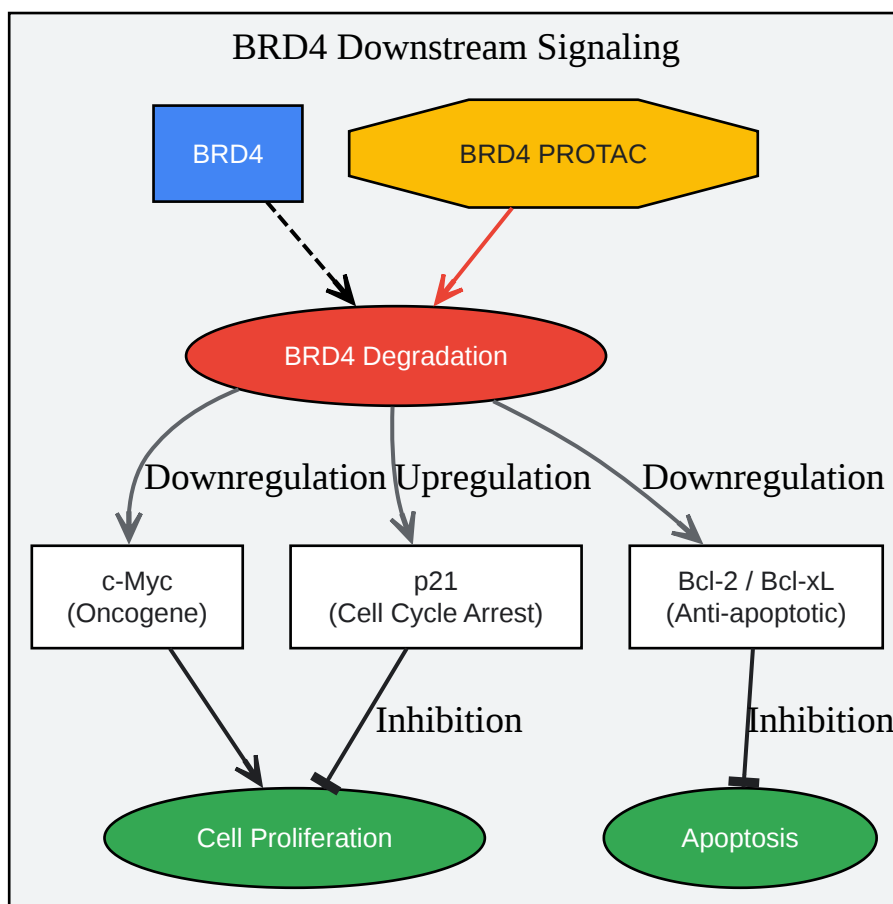 BRD4 Downstream Signaling
BRD4
BRD4 PROTAC
BRD4 Degradation
Downregulation
Upregulation
Downregulation
c-Myc
(Oncogene)
p21
(Cell Cycle Arrest)
Bcl-2 / Bcl-xL
(Anti-apoptotic)
Inhibition
Inhibition
Cell Proliferation
Apoptosis